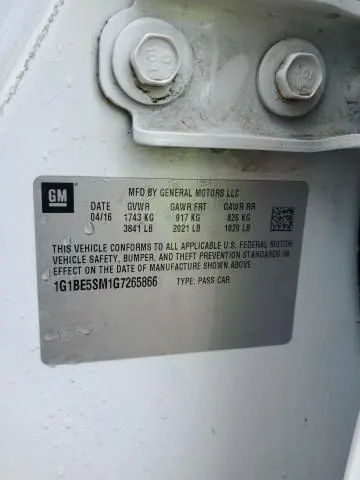 GM
MFD BY GENERAL MOTORS LLC
DATE GVWR GAWR FRT GAWR RR
04/16 1743 KG 917 KG 826 KG
3841 LB 2021 LB 1820 LB
THIS VEHICLE CONFORMS TO ALL APPLICABLE U.S. FEDERAL MOTOR
VEHICLE SAFETY, BUMPER, AND THEFT PREVENTION STANDARDS IN
EFFECT ON THE DATE OF MANUFACTURE SHOWN ABOVE.
1G1BE5SM1G7265866 TYPE: PASS CAR